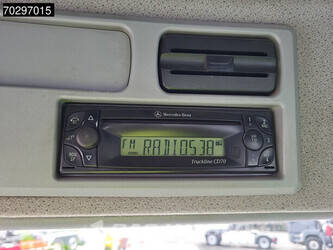 70297015
Mercedes-Benz
FM RADIO538
Truckline CD70